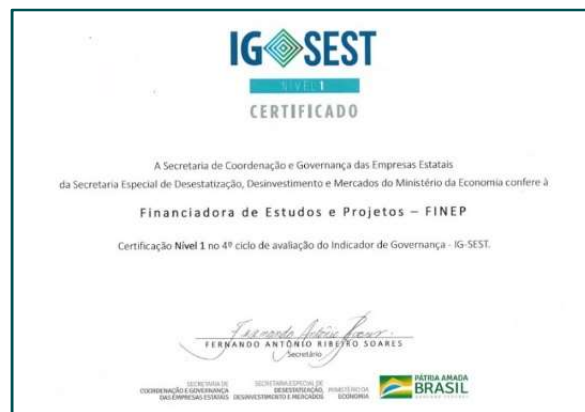 IG SEST
NÍVEL 1
CERTIFICADO
A Secretaria de Coordenação e Governança das Empresas Estatais
da Secretaria Especial de Desestatização, Desinvestimento e Mercados do Ministério da Economia confere à
Financiadora de Estudos e Projetos – FINEP
Certificação Nível 1 no 4º ciclo de avaliação do Indicador de Governança - IG-SEST.
Fernando Antônio
FERNANDO ANTÔNIO RIBEIRO SOARES
Secretário
SECRETARIA DE
COORDENAÇÃO E GOVERNANÇA
DAS EMPRESAS ESTATAIS
SECRETARIA ESPECIAL DE
DESESTATIZAÇÃO,
DESINVESTIMENTO E MERCADOS
MINISTÉRIO DA
ECONOMIA
PÁTRIA AMADA
BRASIL